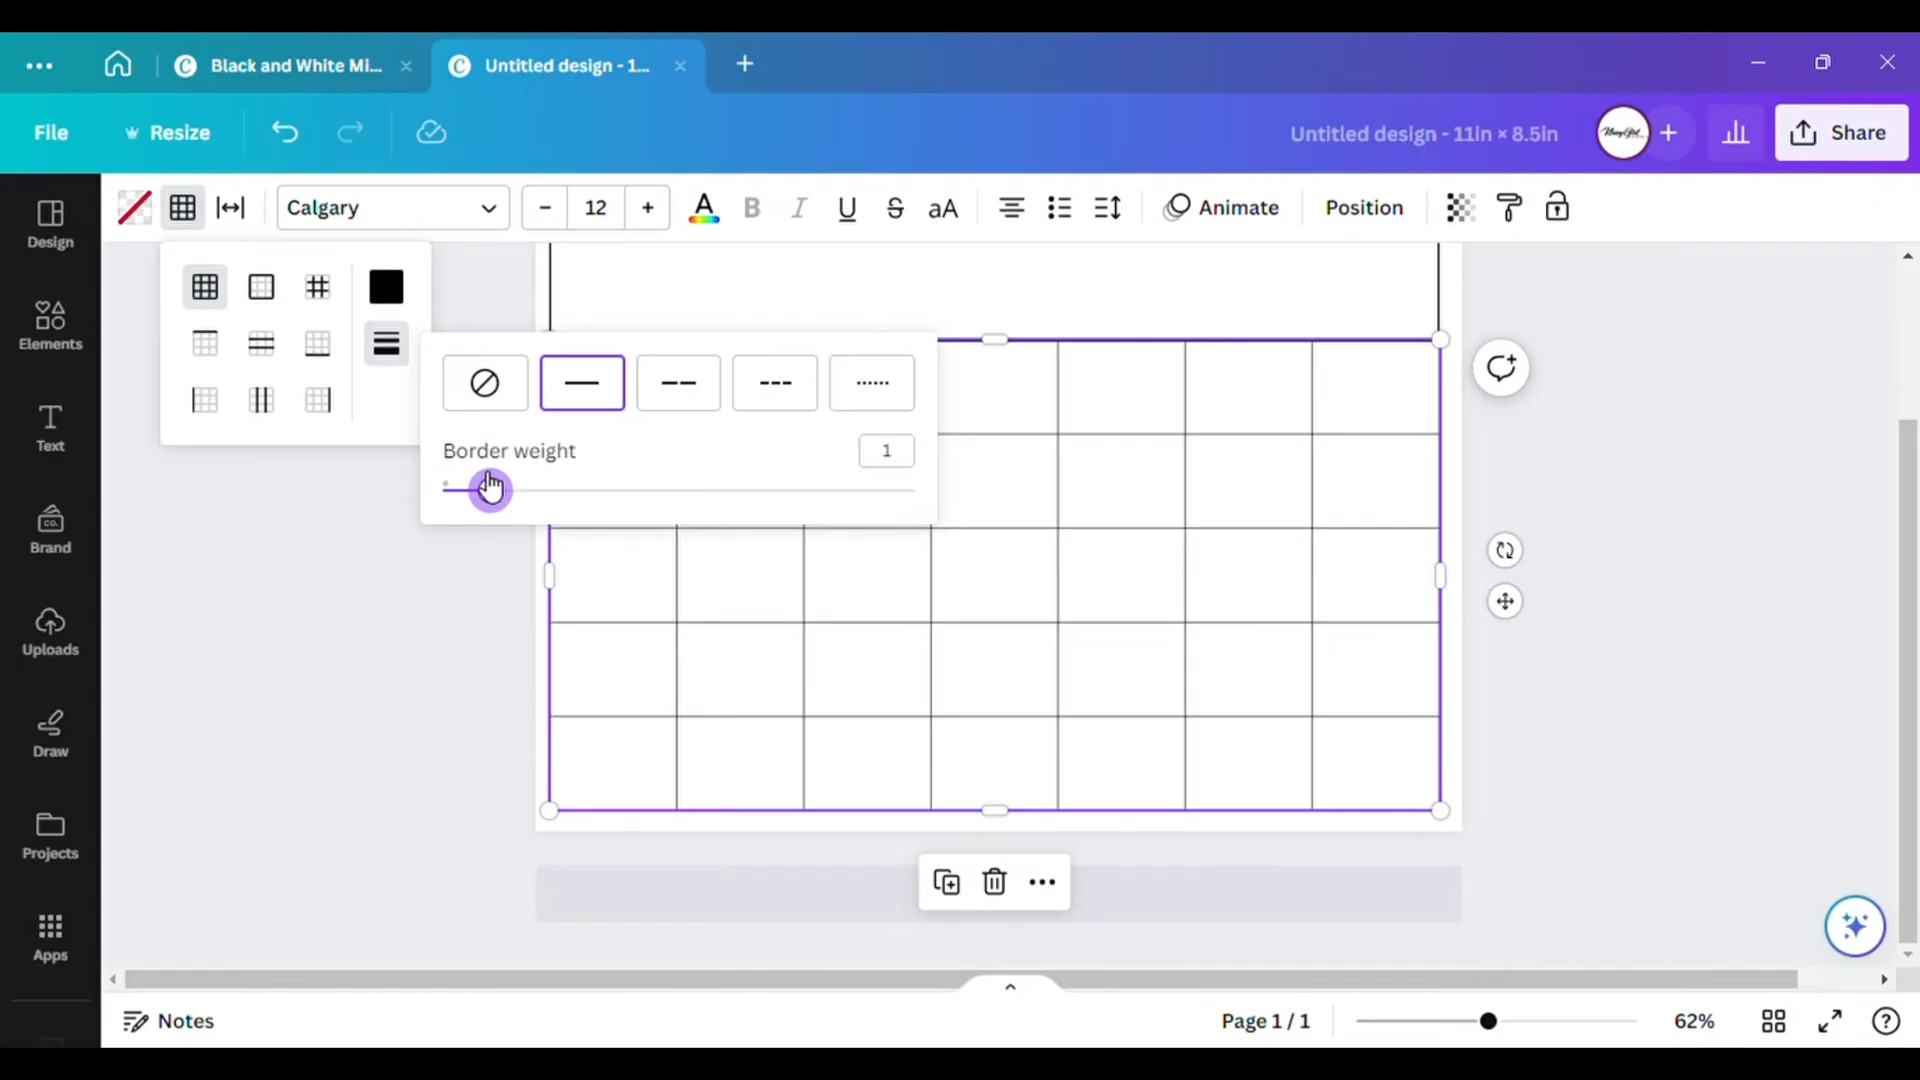 Black and White Mi...
Untitled design - 1...
File
Resize
Untitled design - 11in × 8.5in
Share
Calgary
12
A
B
I
U
S
aA
Animate
Position
Design
Elements
Text
Brand
Uploads
Draw
Projects
Apps
Border weight
1
Notes
Page 1 / 1
62%